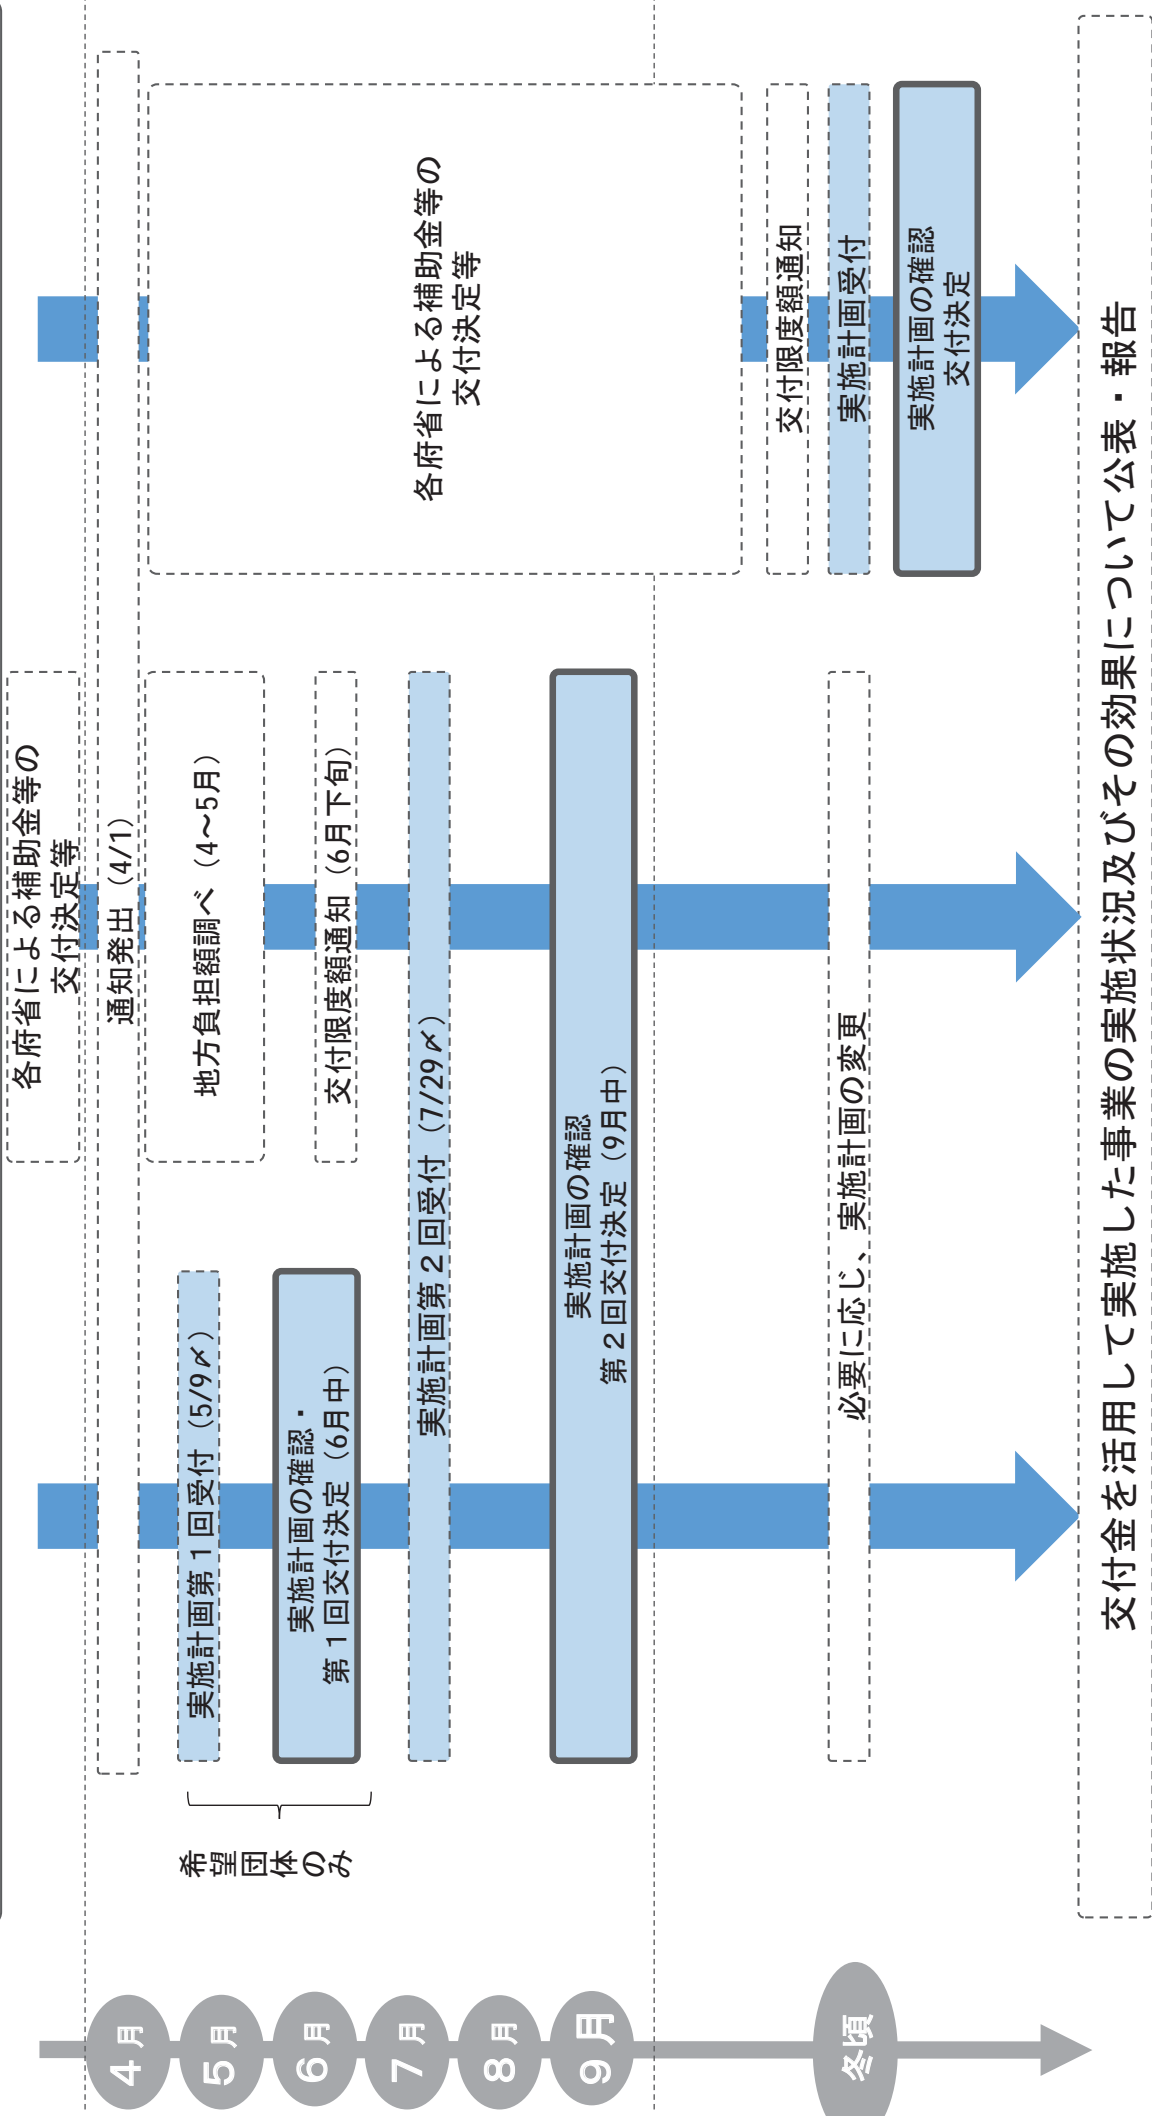 各府省による補助金等の
交付決定等
4月
5月
6月
7月
8月
9月
冬頃
通知発出（4/1）
希望団体のみ
実施計画第１回受付（5/9〆）
実施計画の確認・
第１回交付決定（6月中）
地方負担額調べ（4～5月）
交付限度額通知（6月下旬）
実施計画第２回受付（7/29〆）
実施計画の確認
第２回交付決定（9月中）
必要に応じ、実施計画の変更
各府省による補助金等の
交付決定等
交付限度額通知
実施計画受付
実施計画の確認
交付決定
交付金を活用して実施した事業の実施状況及びその効果について公表・報告